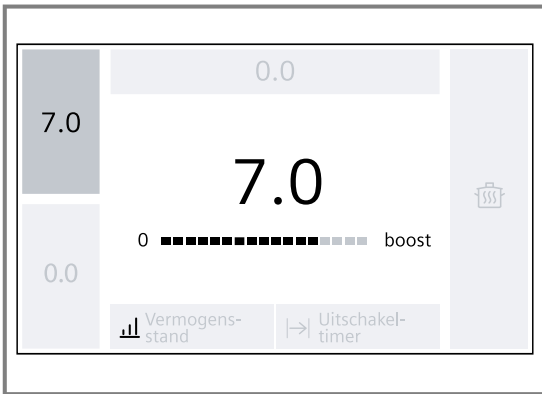 0.0
7.0
7.0
0 boost
0.0
Vermogens-
stand
Uitschakel-
timer